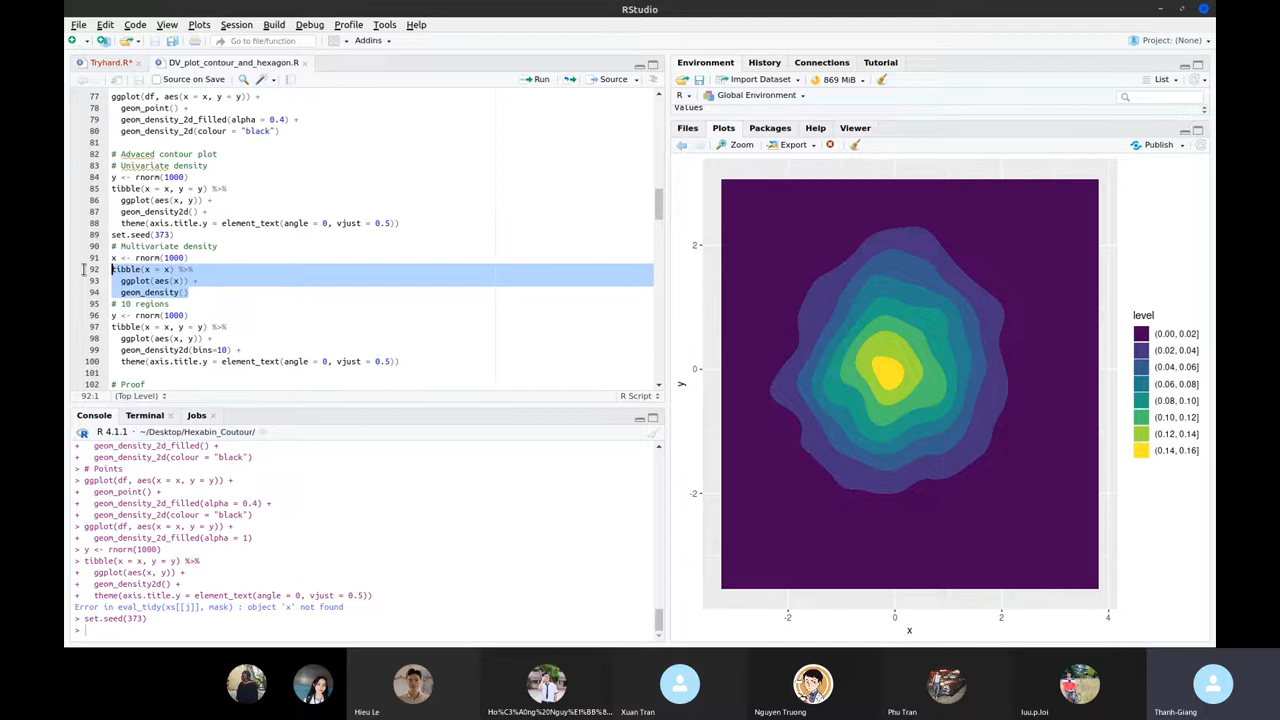 RStudio
File Edit Code View Plots Session Build Debug Profile Tools Help
Go to file/function
Addins
Project: (None)
Tryhard.R*
DV_plot_contour_and_hexagon.R
Source on Save
Run
Source
77 ggplot(df, aes(x = x, y = y)) +
78 geom_point() +
79 geom_density_2d_filled(alpha = 0.4) +
80 geom_density_2d(colour = "black")
81
82 # Advaced contour plot
83 # Univariate density
84 y <- rnorm(1000)
85 tibble(x = x, y = y) %>%
86 ggplot(aes(x, y)) +
87 geom_density2d() +
88 theme(axis.title.y = element_text(angle = 0, vjust = 0.5))
89 set.seed(373)
90 # Multivariate density
91 x <- rnorm(1000)
92 tibble(x = x) %>%
93 ggplot(aes(x)) +
94 geom_density()
95 # 10 regions
96 y <- rnorm(1000)
97 tibble(x = x, y = y) %>%
98 ggplot(aes(x, y)) +
99 geom_density2d(bins=10) +
100 theme(axis.title.y = element_text(angle = 0, vjust = 0.5))
101
102 # Proof
92:1 (Top Level) R Script
Console Terminal Jobs
R 4.1.1 · ~/Desktop/Hexabin_Coutour/
+ geom_density_2d_filled() +
+ geom_density_2d(colour = "black")
> # Points
> ggplot(df, aes(x = x, y = y)) +
+ geom_point() +
+ geom_density_2d_filled(alpha = 0.4) +
+ geom_density_2d(colour = "black")
> ggplot(df, aes(x = x, y = y)) +
+ geom_density_2d_filled(alpha = 1)
> y <- rnorm(1000)
> tibble(x = x, y = y) %>%
+ ggplot(aes(x, y)) +
+ geom_density2d() +
+ theme(axis.title.y = element_text(angle = 0, vjust = 0.5))
Error in eval_tidy(xs[[j]], mask) : object 'x' not found
> set.seed(373)
>
Environment History Connections Tutorial
Import Dataset
869 MiB
List
R Global Environment
Values
Files Plots Packages Help Viewer
Zoom Export Publish
2
0
-2
y
-2 0 2 4
x
level
(0.00, 0.02]
(0.02, 0.04]
(0.04, 0.06]
(0.06, 0.08]
(0.08, 0.10]
(0.10, 0.12]
(0.12, 0.14]
(0.14, 0.16]
Hieu Le
Ho%C3%A0ng%20Nguy%E1%BB%8...
Xuan Tran
Nguyen Truong
Phu Tran
luu.p.loi
Thanh-Giang